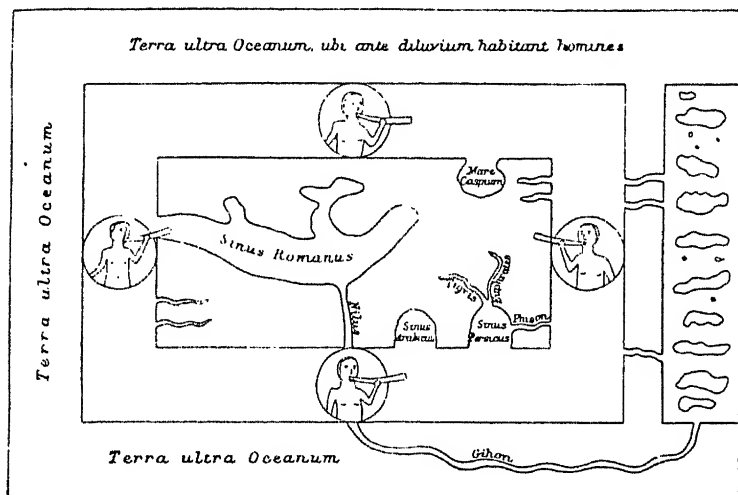 Terra ultra Oceanum, ubi ante diluvium habitant homines
Terra ultra Oceanum
Mare
Caspium
Sinus Romanus
Tigris
Euphrates
Nilus
Sinus
Arabicus
Sinus
Persicus
Phison
Gihon
Terra ultra Oceanum